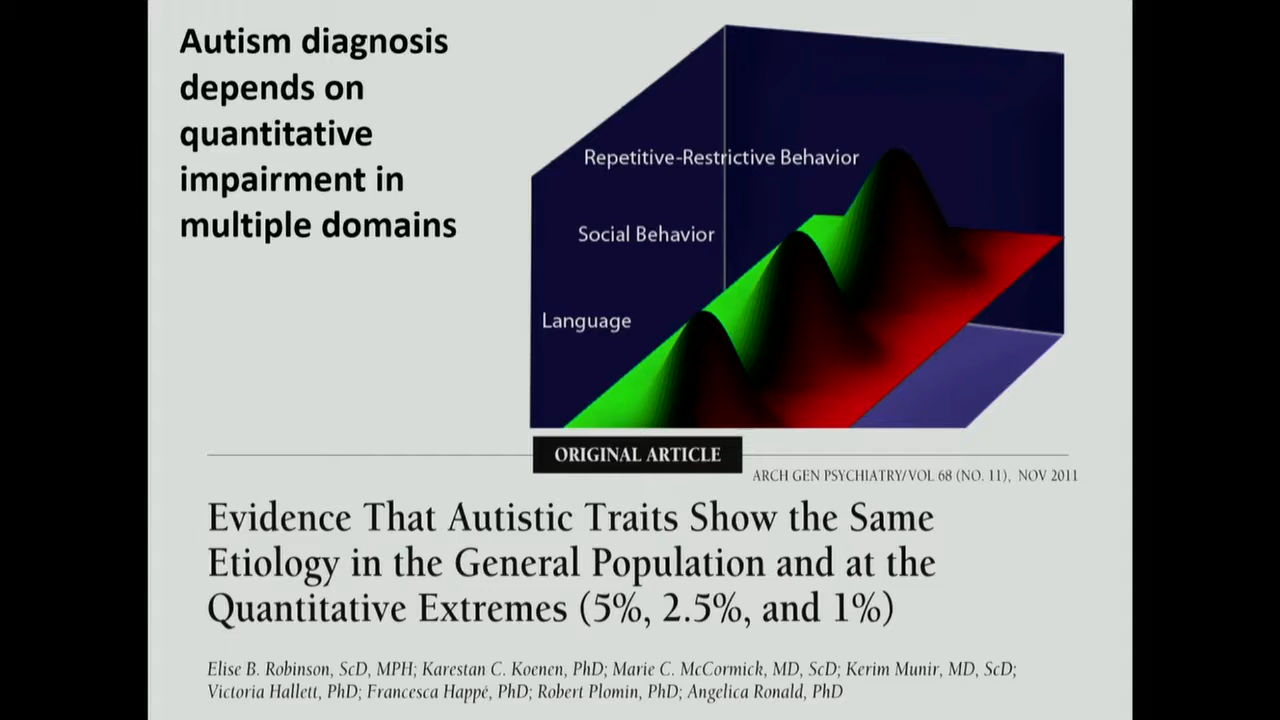 Autism diagnosis
depends on
quantitative
impairment in
multiple domains
Repetitive-Restrictive Behavior
Social Behavior
Language
ORIGINAL ARTICLE
ARCH GEN PSYCHIATRY/VOL 68 (NO. 11), NOV 2011
Evidence That Autistic Traits Show the Same
Etiology in the General Population and at the
Quantitative Extremes (5%, 2.5%, and 1%)
Elise B. Robinson, ScD, MPH; Karestan C. Koenen, PhD; Marie C. McCormick, MD, ScD; Kerim Munir, MD, ScD;
Victoria Hallett, PhD; Francesca Happé, PhD; Robert Plomin, PhD; Angelica Ronald, PhD